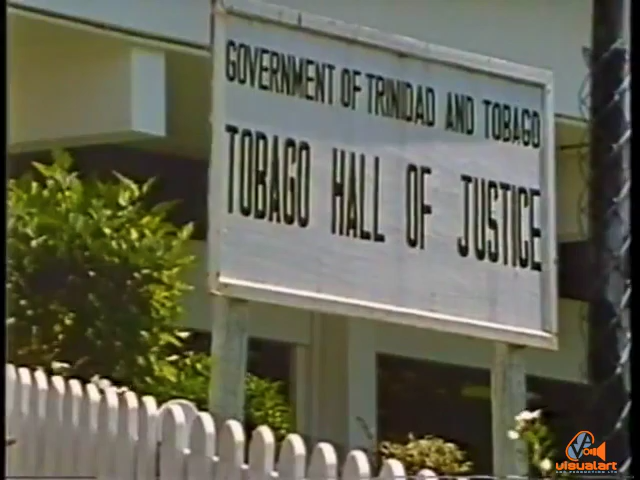 GOVERNMENT OF TRINIDAD AND TOBAGO
TOBAGO HALL OF JUSTICE
visualart